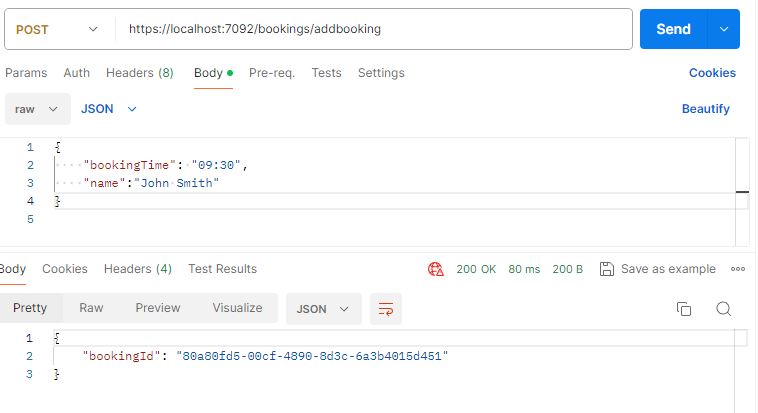 POST https://localhost:7092/bookings/addbooking Send
Params Auth Headers (8) Body Pre-req. Tests Settings Cookies
raw JSON Beautify
1 {
2 "bookingTime": "09:30",
3 "name":"John Smith"
4 }
5
Body Cookies Headers (4) Test Results 200 OK 80 ms 200 B Save as example
Pretty Raw Preview Visualize JSON
1 {
2 "bookingId": "80a80fd5-00cf-4890-8d3c-6a3b4015d451"
3 }